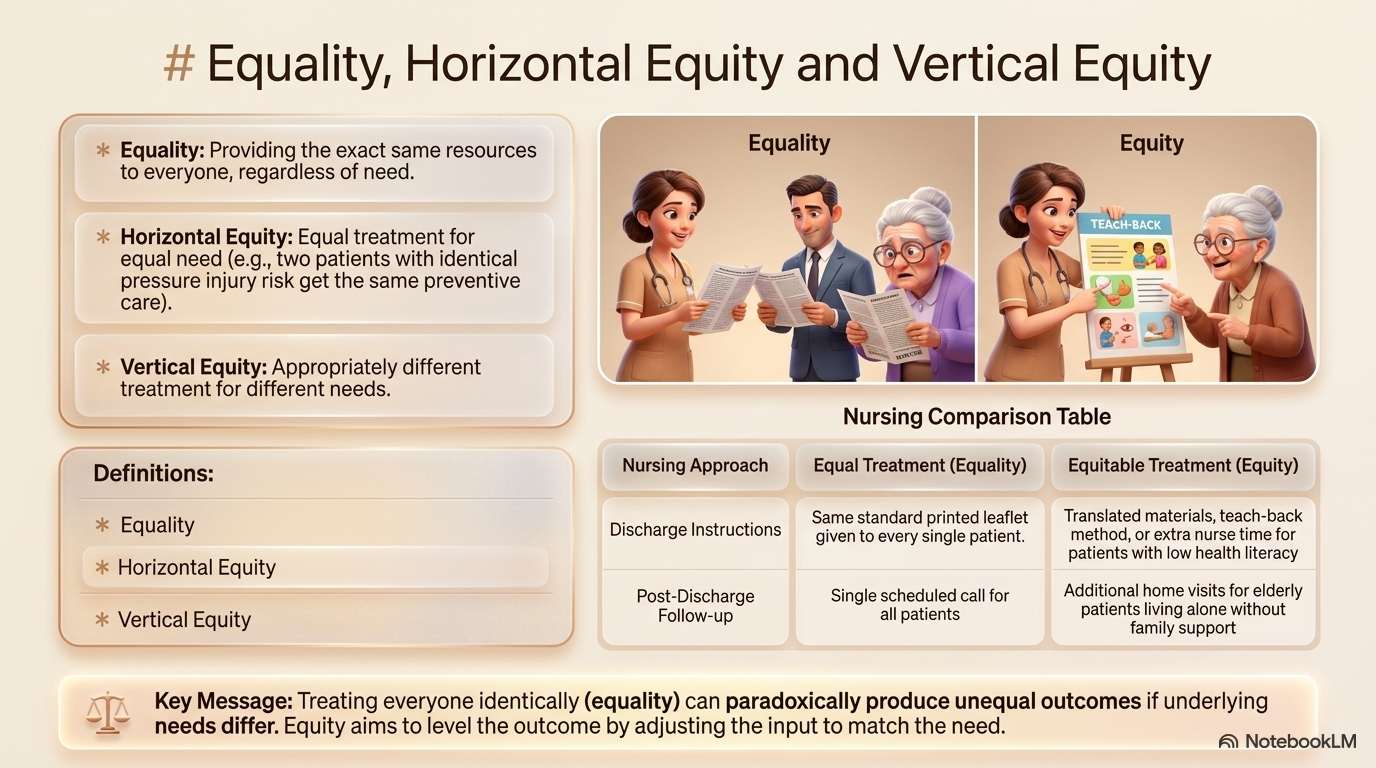 # Equality, Horizontal Equity and Vertical Equity
* Equality: Providing the exact same resources
to everyone, regardless of need.
* Horizontal Equity: Equal treatment for
equal need (e.g., two patients with identical
pressure injury risk get the same preventive
care).
* Vertical Equity: Appropriately different
treatment for different needs.
Definitions:
* Equality
* Horizontal Equity
* Vertical Equity
Equality
Equity
TEACH-BACK
Nursing Comparison Table
Nursing Approach
Equal Treatment (Equality)
Equitable Treatment (Equity)
Discharge Instructions
Same standard printed leaflet
given to every single patient.
Translated materials, teach-back
method, or extra nurse time for
patients with low health literacy
Post-Discharge
Follow-up
Single scheduled call for
all patients
Additional home visits for elderly
patients living alone without
family support
Key Message: Treating everyone identically (equality) can paradoxically produce unequal outcomes if underlying
needs differ. Equity aims to level the outcome by adjusting the input to match the need.
NotebookLM